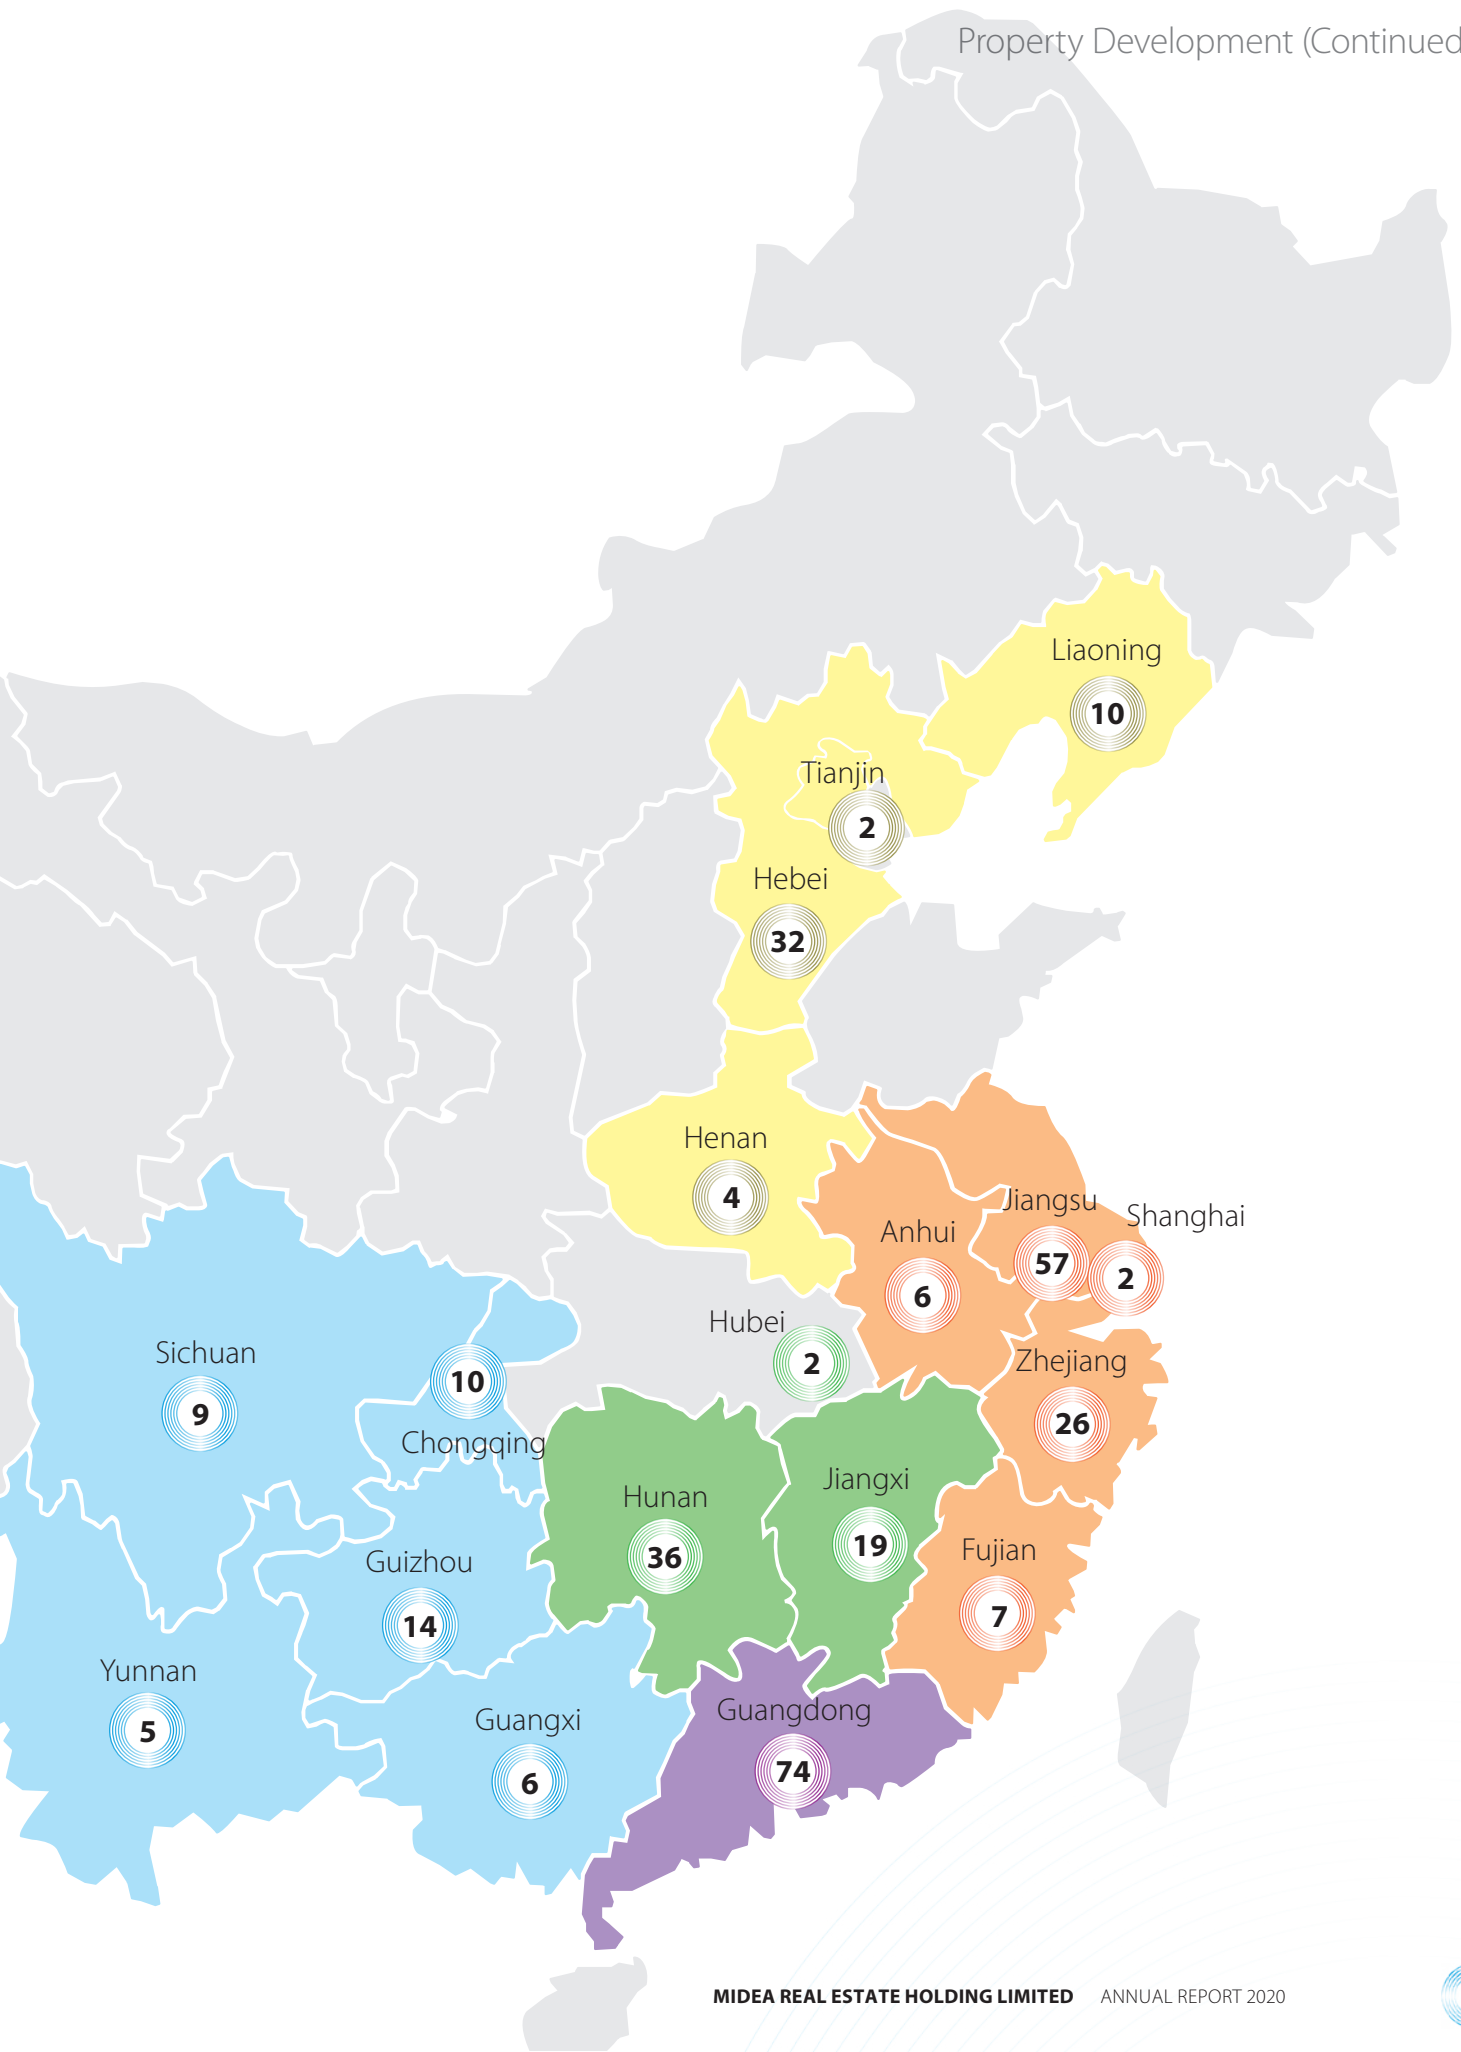 Property Development (Continued
Liaoning
10
Tianjin
2
Hebei
32
Henan
4
Jiangsu
57
Shanghai
2
Anhui
6
Hubei
2
Sichuan
9
10
Chongqing
Zhejiang
26
Jiangxi
19
Hunan
36
Fujian
7
Guizhou
14
Yunnan
5
Guangxi
6
Guangdong
74
MIDEA REAL ESTATE HOLDING LIMITED ANNUAL REPORT 2020